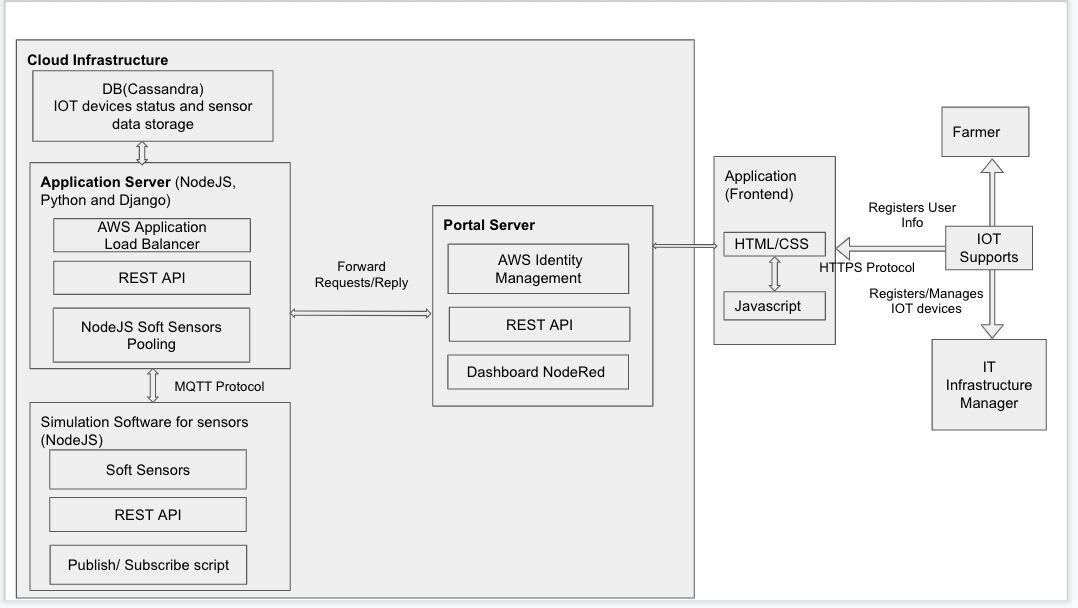 Cloud Infrastructure
DB(Cassandra)
IOT devices status and sensor
data storage
Application Server (NodeJS,
Python and Django)
AWS Application
Load Balancer
REST API
NodeJS Soft Sensors
Pooling
MQTT Protocol
Simulation Software for sensors
(NodeJS)
Soft Sensors
REST API
Publish/ Subscribe script
Forward
Requests/Reply
Portal Server
AWS Identity
Management
REST API
Dashboard NodeRed
Application
(Frontend)
HTML/CSS
Javascript
Farmer
Registers User
Info
IOT
Supports
HTTPS Protocol
Registers/Manages
IOT devices
IT
Infrastructure
Manager